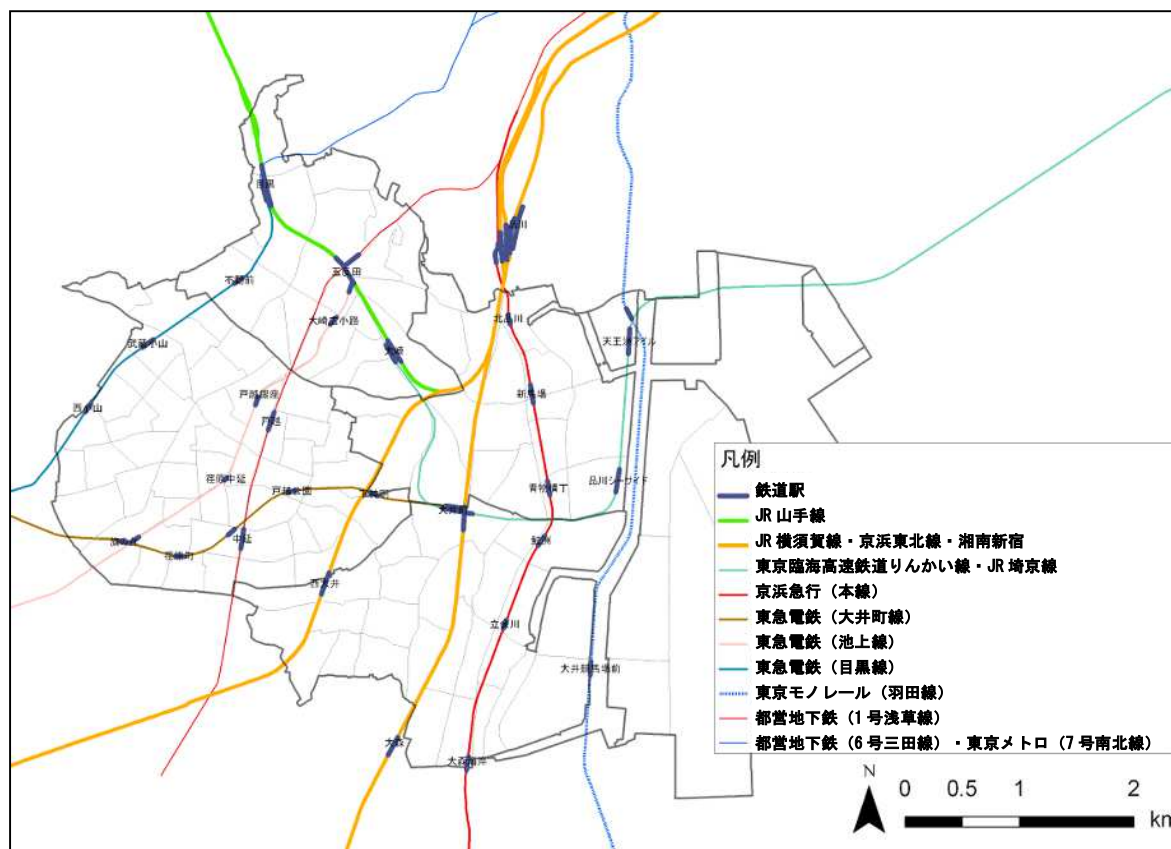 目黒
品川
五反田
不動前
北品川
大崎広小路
天王洲アイル
武蔵小山
大崎
戸越銀座
新馬場
西小山
戸越
荏原中延
戸越公園
下神明
青物横丁
品川シーサイド
大井町
旗の台
荏原町
中延
鮫洲
西大井
立会川
大井競馬場前
大森
大森海岸
凡例
鉄道駅
JR山手線
JR横須賀線・京浜東北線・湘南新宿
東京臨海高速鉄道りんかい線・JR埼京線
京浜急行（本線）
東急電鉄（大井町線）
東急電鉄（池上線）
東急電鉄（目黒線）
東京モノレール（羽田線）
都営地下鉄（1号浅草線）
都営地下鉄（6号三田線）・東京メトロ（7号南北線）
N
0 0.5 1 2
km